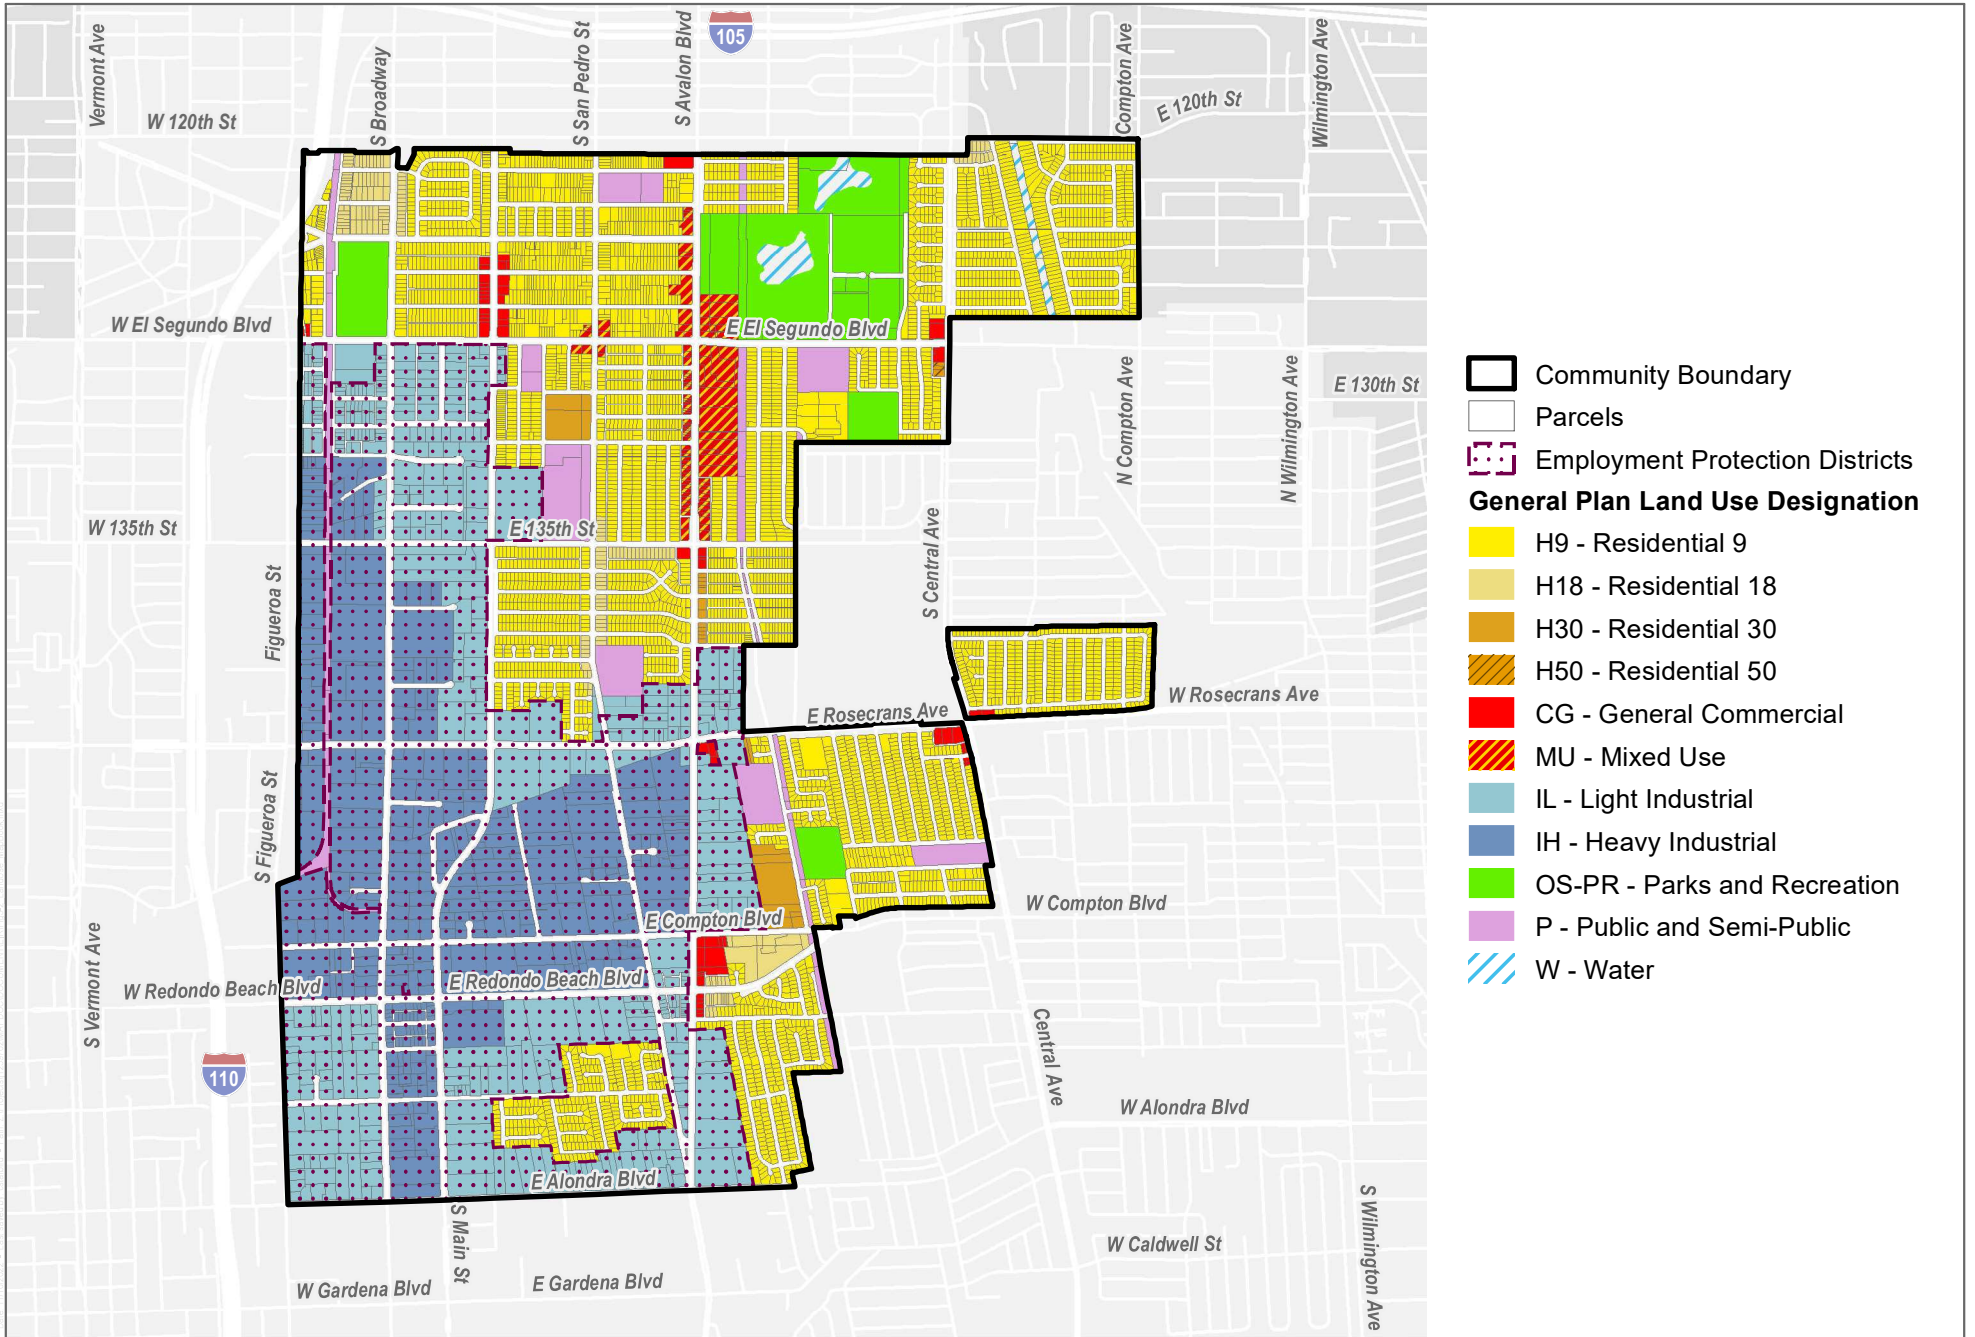 Vermont Ave
S Broadway
S San Pedro St
S Avalon Blvd
105
Compton Ave
E 120th St
Wilmington Ave
W 120th St
W El Segundo Blvd
E El Segundo Blvd
N Compton Ave
N Wilmington Ave
E 130th St
W 135th St
E 135th St
Figueroa St
S Central Ave
E Rosecrans Ave
W Rosecrans Ave
S Figueroa St
E Compton Blvd
W Compton Blvd
S Vermont Ave
W Redondo Beach Blvd
E Redondo Beach Blvd
110
Central Ave
W Alondra Blvd
E Alondra Blvd
S Main St
W Caldwell St
S Wilmington Ave
W Gardena Blvd
E Gardena Blvd
Community Boundary
Parcels
Employment Protection Districts
General Plan Land Use Designation
H9 - Residential 9
H18 - Residential 18
H30 - Residential 30
H50 - Residential 50
CG - General Commercial
MU - Mixed Use
IL - Light Industrial
IH - Heavy Industrial
OS-PR - Parks and Recreation
P - Public and Semi-Public
W - Water